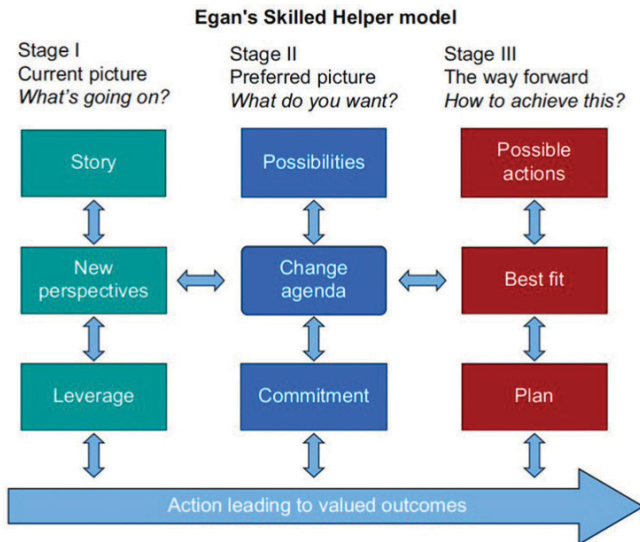 Egan's Skilled Helper model
Stage I
Current picture
What's going on?
Stage II
Preferred picture
What do you want?
Stage III
The way forward
How to achieve this?
Story
Possibilities
Possible
actions
New
perspectives
Change
agenda
Best fit
Leverage
Commitment
Plan
Action leading to valued outcomes